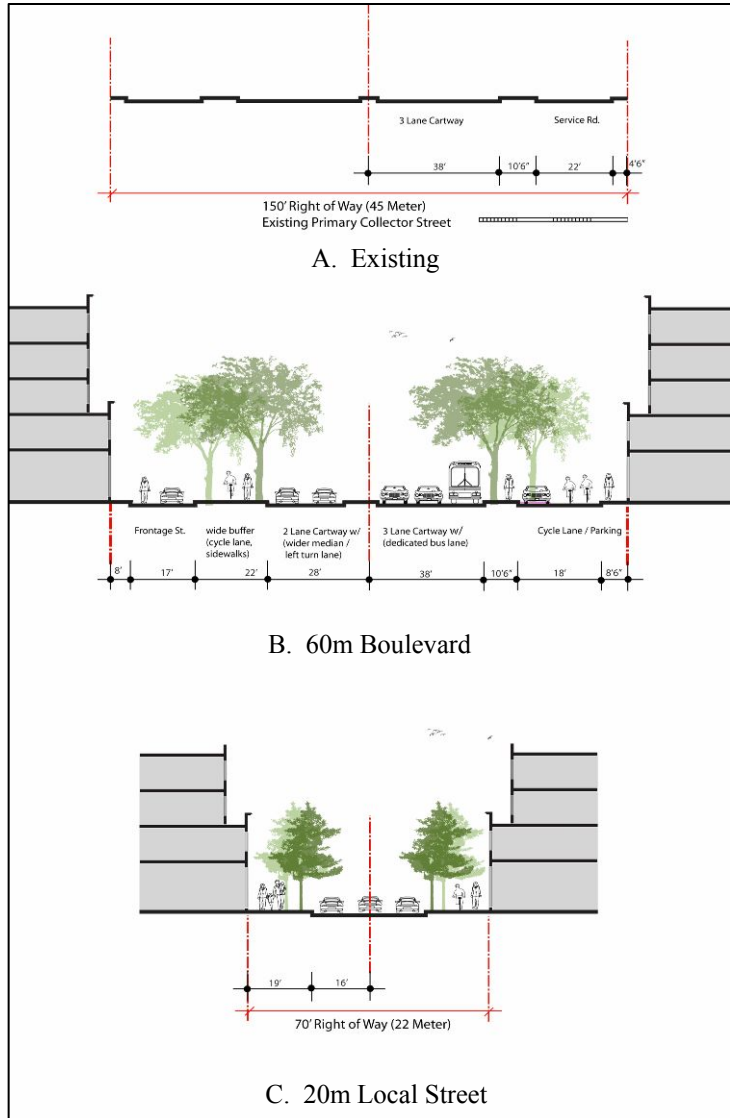 3 Lane Cartway
Service Rd.
38’
10’6”
22’
4’6”
150’ Right of Way (45 Meter)
Existing Primary Collector Street
A. Existing
Frontage St.
wide buffer
(cycle lane,
sidewalks)
2 Lane Cartway w/
(wider median /
left turn lane)
3 Lane Cartway w/
(dedicated bus lane)
Cycle Lane / Parking
8’
17’
22’
28’
38’
10’6”
18’
8’6”
B. 60m Boulevard
19’
16’
70’ Right of Way (22 Meter)
C. 20m Local Street